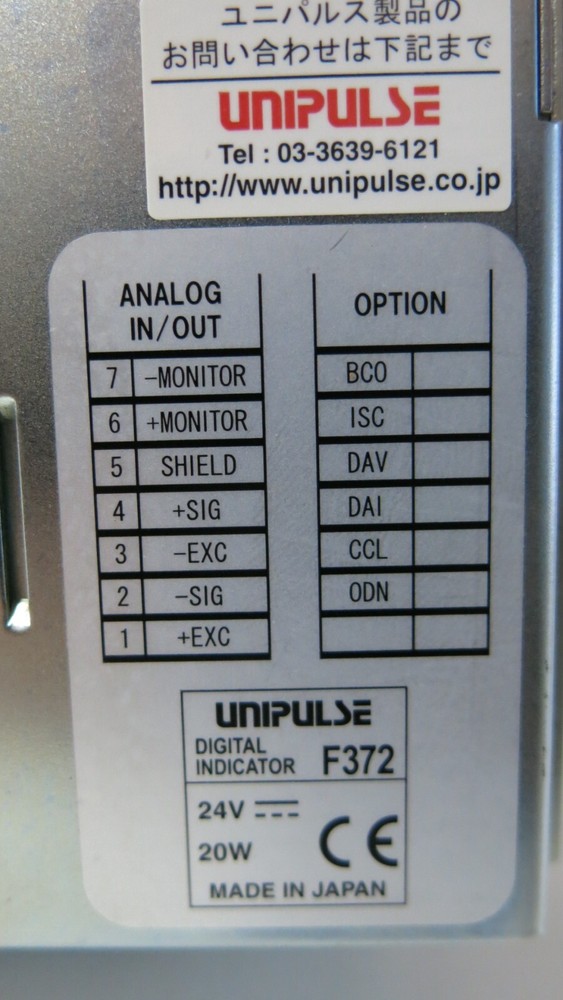 ユニパルス製品の
お問い合わせは下記まで
UNIPULSE
Tel : 03-3639-6121
http://www.unipulse.co.jp
ANALOG
IN/OUT
7 -MONITOR
6 +MONITOR
5 SHIELD
4 +SIG
3 -EXC
2 -SIG
1 +EXC
OPTION
BCO
ISC
DAV
DAI
CCL
ODN
UNIPULSE
DIGITAL
INDICATOR F372
24V
20W
CE
MADE IN JAPAN